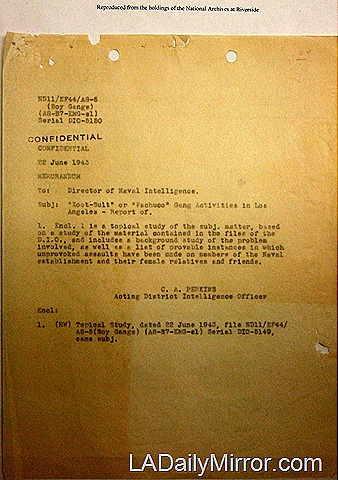 Reproduced from the holdings of the National Archives at Riverside
ND11/EF44/A8-5
(Boy Gangs)
(A8-B7-EMG-el)
Serial DIO-5150
CONFIDENTIAL
CONFIDENTIAL
22 June 1943
MEMORANDUM
To: Director of Naval Intelligence.
Subj: "Zoot-Suit" or "Pachuco" Gang Activities in Los
Angeles - Report of.
1. Encl. 1 is a topical study of the subj. matter, based
on a study of the material contained in the files of the
D.I.O., and includes a background study of the problem
involved, as well as a list of provable instances in which
unprovoked assaults have been made on members of the Naval
establishment and their female relatives and friends.
C. A. PERKINS
Acting District Intelligence Officer
Encl:
1. (HW) Topical Study, dated 22 June 1943, file ND11/EF44/
A8-5(Boy Gangs) (A8-B7-EMG-el) Serial DIO-5149,
same subj.
LADailyMirror.com